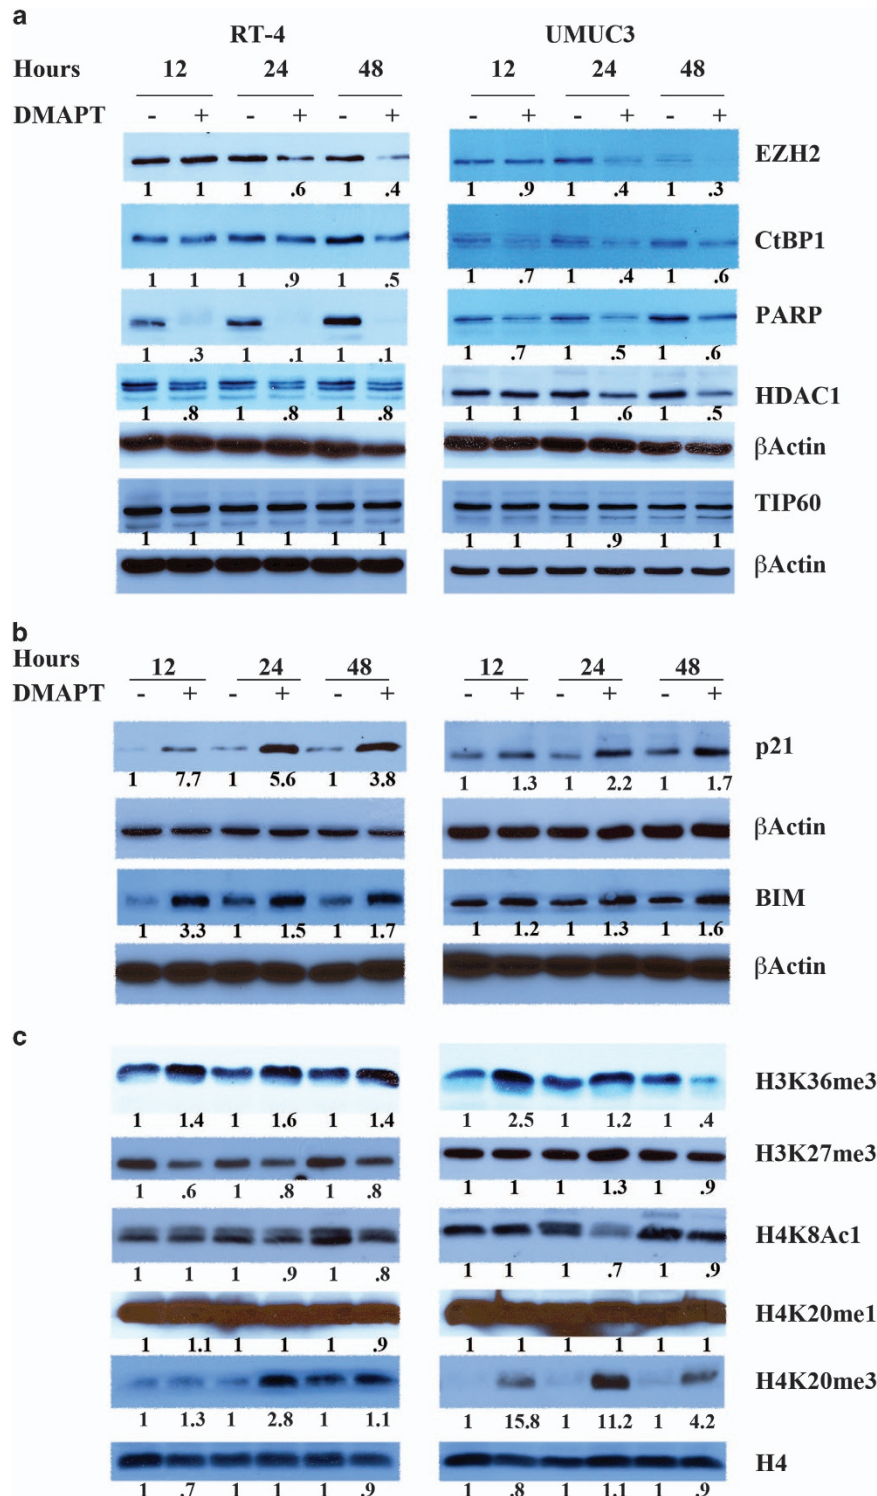 a
RT-4 UMUC3
Hours 12 24 48 12 24 48
DMAPT - + - + - + - + - + - +
EZH2
1 1 1 .6 1 .4 1 .9 1 .4 1 .3
CtBP1
1 1 1 .9 1 .5 1 .7 1 .4 1 .6
PARP
1 .3 1 .1 1 .1 1 .7 1 .5 1 .6
HDAC1
1 .8 1 .8 1 .8 1 1 1 .6 1 .5
βActin
TIP60
1 1 1 1 1 1 1 1 1 .9 1 1
βActin
b
Hours 12 24 48 12 24 48
DMAPT - + - + - + - + - + - +
p21
1 7.7 1 5.6 1 3.8 1 1.3 1 2.2 1 1.7
βActin
BIM
1 3.3 1 1.5 1 1.7 1 1.2 1 1.3 1 1.6
βActin
c
H3K36me3
1 1.4 1 1.6 1 1.4 1 2.5 1 1.2 1 .4
H3K27me3
1 .6 1 .8 1 .8 1 1 1 1.3 1 .9
H4K8Ac1
1 1 1 .9 1 .8 1 1 1 .7 1 .9
H4K20me1
1 1.1 1 1 1 .9 1 1 1 1 1 1
H4K20me3
1 1.3 1 2.8 1 1.1 1 15.8 1 11.2 1 4.2
H4
1 .7 1 1 1 .9 1 .8 1 1.1 1 .9